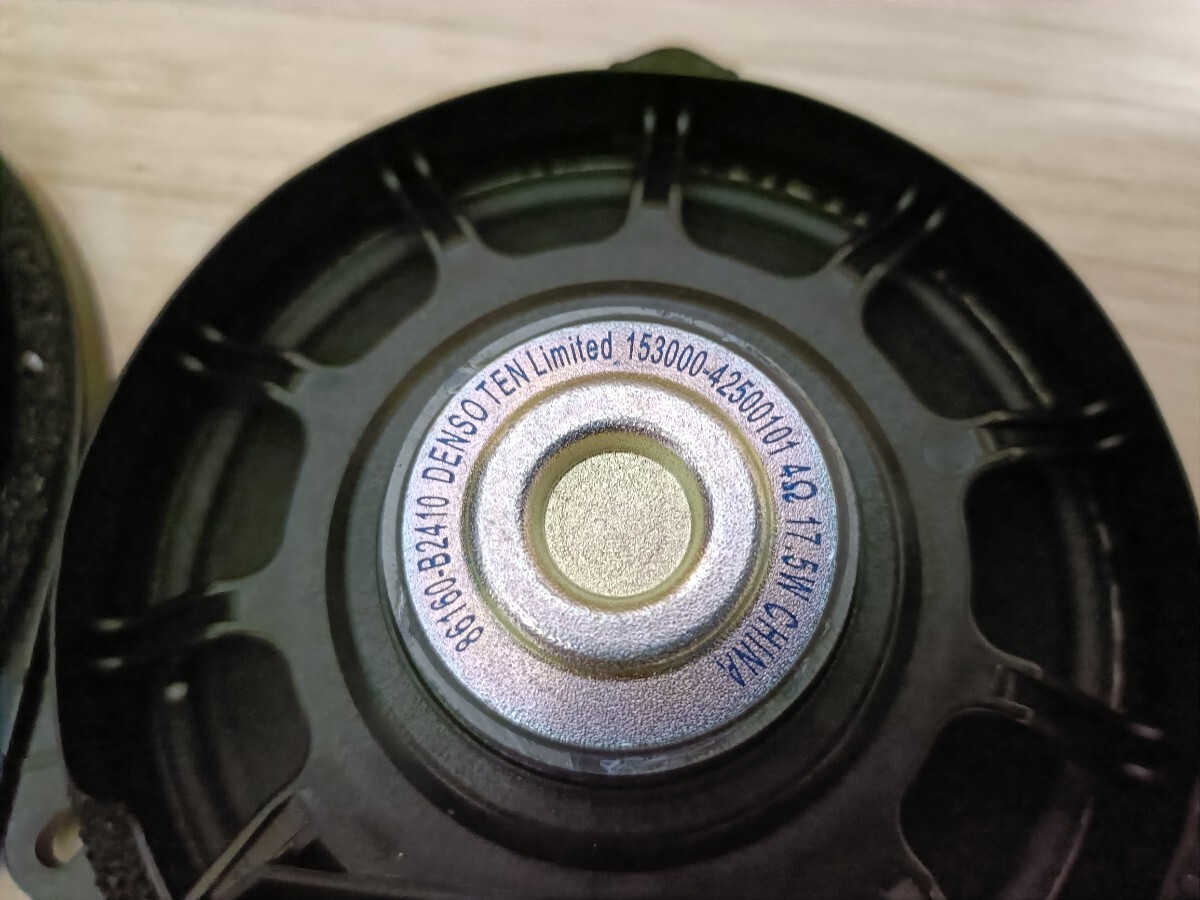 86160-B2410 DENSO TEN Limited 153000-42500101 4Ω 17.5W CHINA